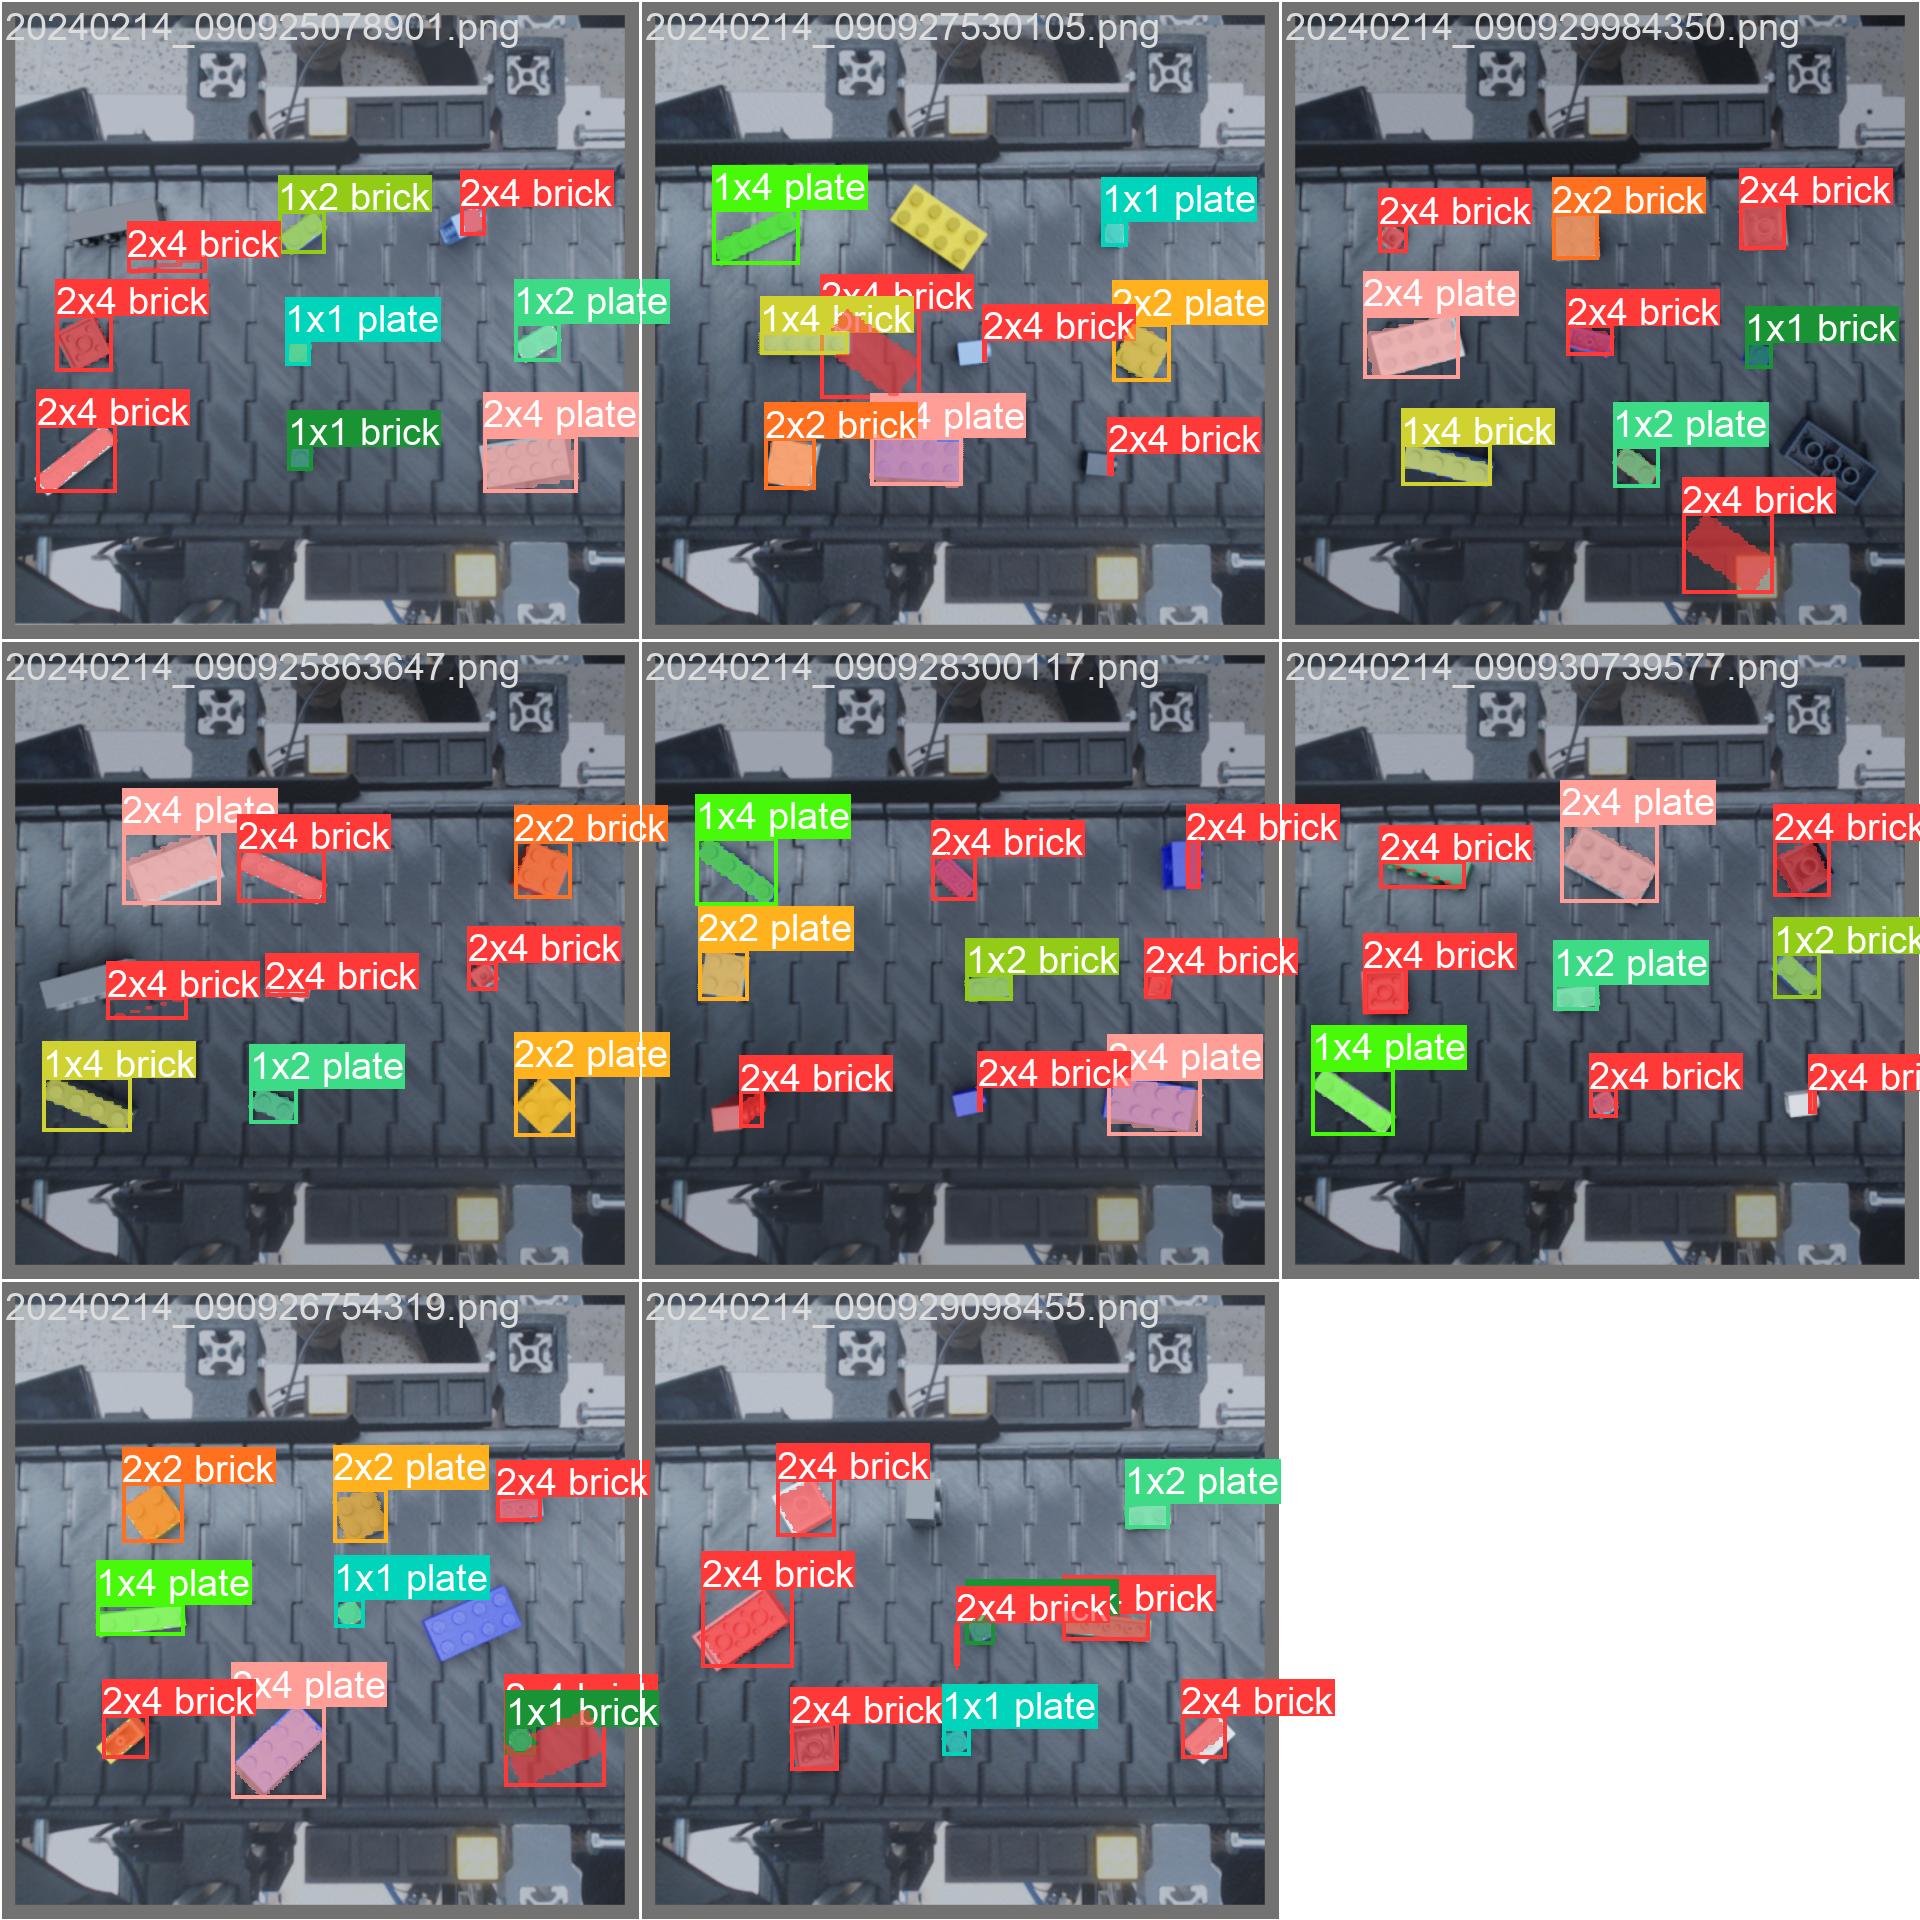 20240214_090925078901.png
1x2 brick
2x4 brick
2x4 brick
2x4 brick
1x1 plate
1x2 plate
2x4 brick
1x1 brick
2x4 plate
20240214_090927530105.png
1x4 plate
1x1 plate
2x4 brick
1x4 brick
2x4 brick
2x2 plate
2x2 brick
4 plate
2x4 brick
20240214_090929984350.png
2x4 brick
2x2 brick
2x4 brick
2x4 plate
2x4 brick
1x1 brick
1x4 brick
1x2 plate
2x4 brick
20240214_090925863647.png
2x4 plate
2x4 brick
2x2 brick
2x4 brick
2x4 brick
2x4 brick
1x4 brick
1x2 plate
2x2 plate
20240214_090928300117.png
1x4 plate
2x4 brick
2x4 brick
2x2 plate
1x2 brick
2x4 brick
2x4 brick
2x4 brick
2x4 plate
20240214_090930739577.png
2x4 brick
2x4 plate
2x4 brick
2x4 brick
1x2 plate
1x2 brick
1x4 plate
2x4 brick
2x4 bri
20240214_090926754319.png
2x2 brick
2x2 plate
2x4 brick
1x4 plate
1x1 plate
2x4 brick
2x4 plate
1x1 brick
20240214_090929098455.png
2x4 brick
1x2 plate
2x4 brick
2x4 brick
brick
2x4 brick
1x1 plate
2x4 brick